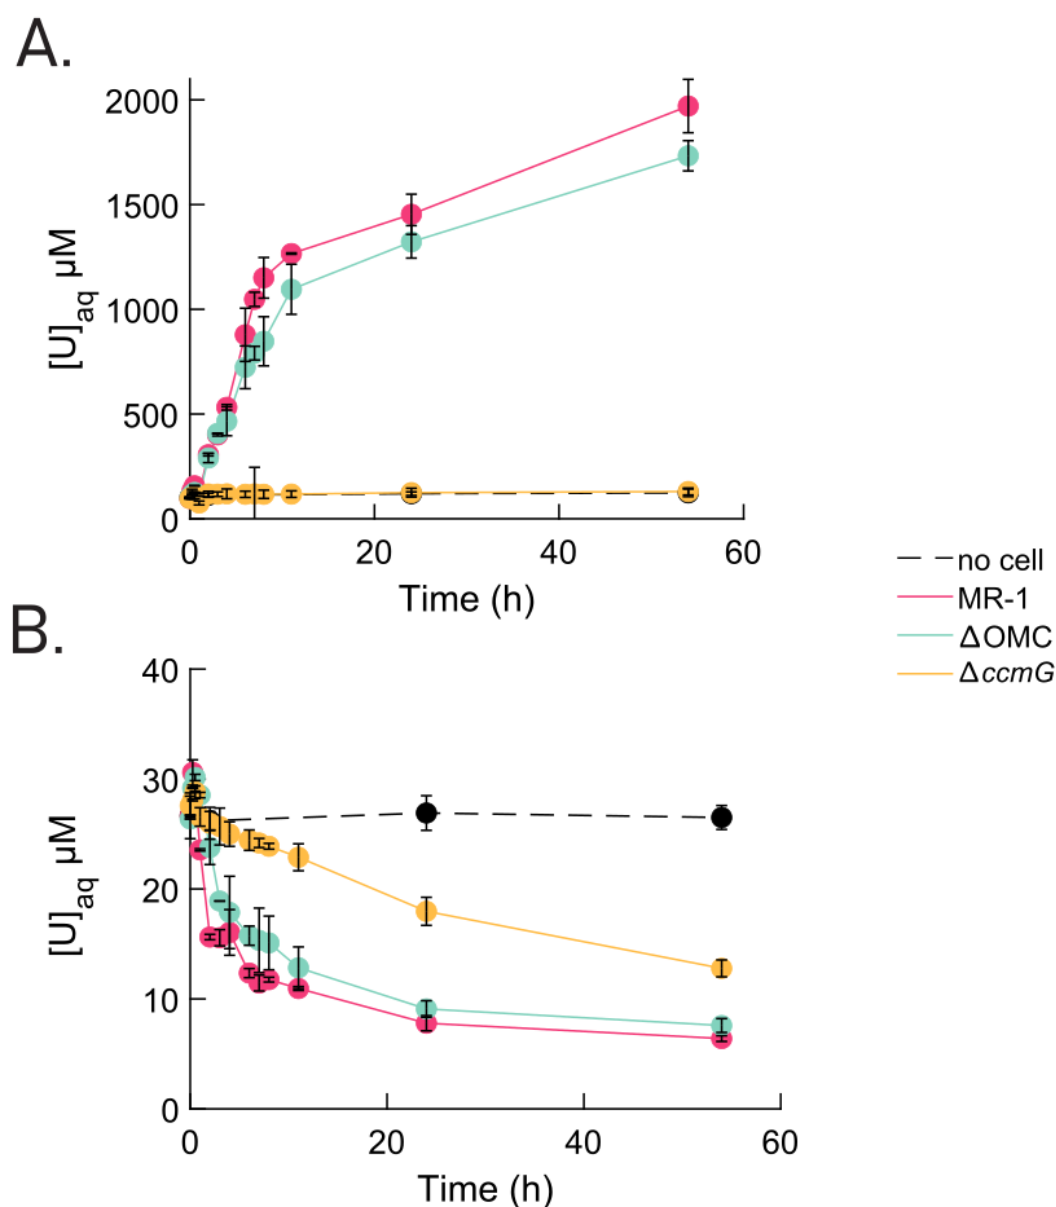 A.
2000
1500
1000
500
0
[U]aq µM
0 20 40 60
Time (h)
no cell
MR-1
ΔOMC
ΔccmG
B.
40
30
20
10
0
[U]aq µM
0 20 40 60
Time (h)